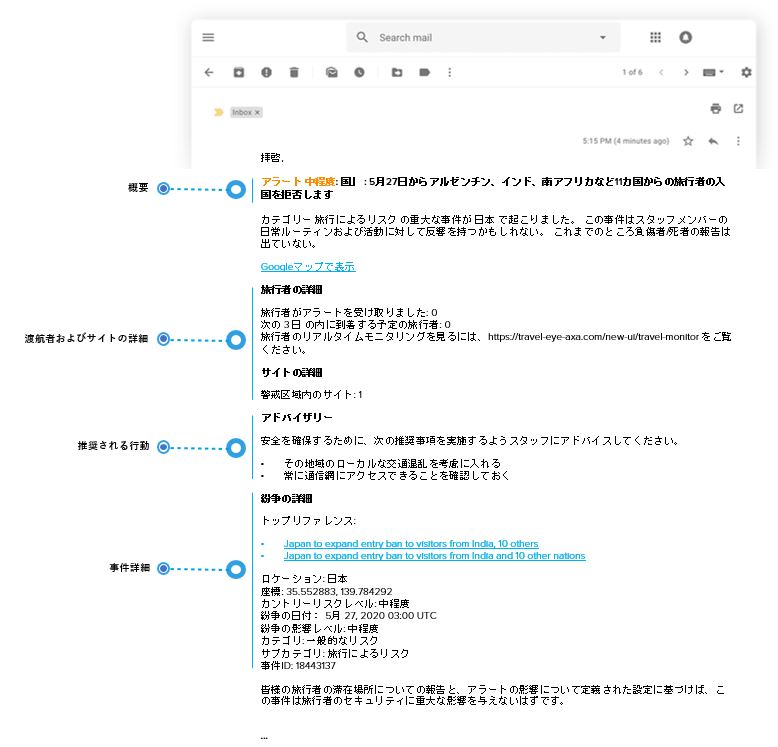 Search mail
1 of 6
Inbox ×
5:15 PM (4 minutes ago)
拝啓、
概要
アラート 中程度: 国」 : 5月27日からアルゼンチン、インド、南アフリカなど11カ国からの旅行者の入
国を拒否します
カテゴリー 旅行によるリスク の重大な事件が 日本 で起こりました。 この事件はスタッフメンバーの
日常ルーティンおよび活動に対して反響を持つかもしれない。 これまでのところ負傷者/死者の報告は
出ていない。
Googleマップで表示
旅行者の詳細
旅行者がアラートを受け取りました: 0
次の 3 日 の内に到着する予定の旅行者: 0
渡航者およびサイトの詳細
旅行者のリアルタイムモニタリングを見るには、 https://travel-eye-axa.com/new-ui/travel-monitor をご覧
ください。
サイトの詳細
警戒区域内のサイト: 1
アドバイザリー
推奨される行動
安全を確保するために、次の推奨事項を実施するようスタッフにアドバイスしてください。
• その地域のローカルな交通混乱を考慮に入れる
• 常に通信網にアクセスできることを確認しておく
紛争の詳細
トップリファレンス:
• Japan to expand entry ban to visitors from India, 10 others
• Japan to expand entry ban to visitors from India and 10 other nations
事件詳細
ロケーション: 日本
座標: 35.552883, 139.784292
カントリーリスクレベル: 中程度
紛争の日付： 5月 27, 2020 03:00 UTC
紛争の影響レベル: 中程度
カテゴリ: 一般的なリスク
サブカテゴリ: 旅行によるリスク
事件ID: 18443137
皆様の旅行者の滞在場所についての報告と、アラートの影響について定義された設定に基づけば、こ
の事件は旅行者のセキュリティに重大な影響を与えないはずです。
...